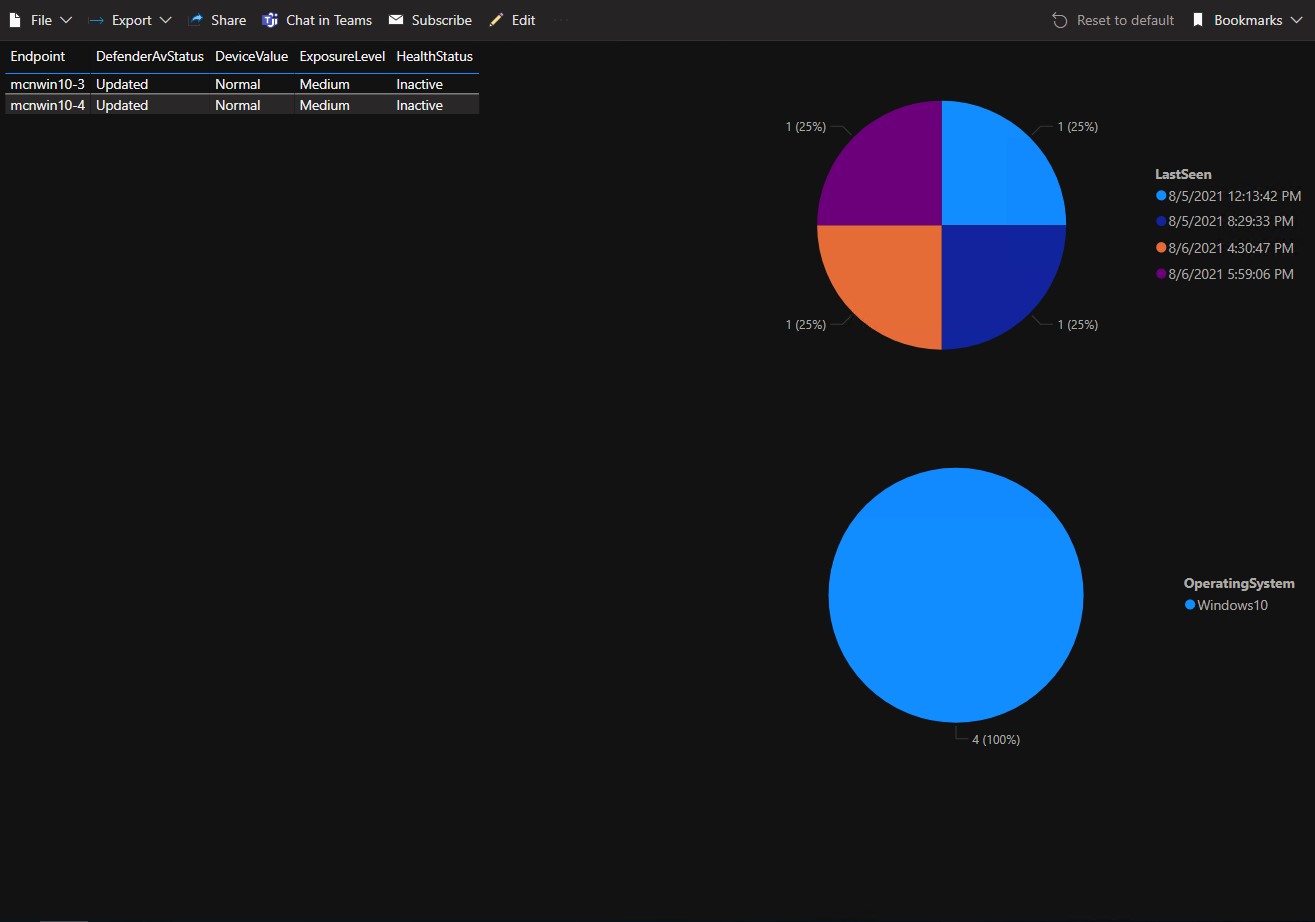 File Export Share Chat in Teams Subscribe Edit Reset to default Bookmarks
Endpoint DefenderAvStatus DeviceValue ExposureLevel HealthStatus
mcnwin10-3 Updated Normal Medium Inactive
mcnwin10-4 Updated Normal Medium Inactive
1 (25%) 1 (25%)
LastSeen
8/5/2021 12:13:42 PM
8/5/2021 8:29:33 PM
8/6/2021 4:30:47 PM
8/6/2021 5:59:06 PM
1 (25%) 1 (25%)
OperatingSystem
Windows10
4 (100%)